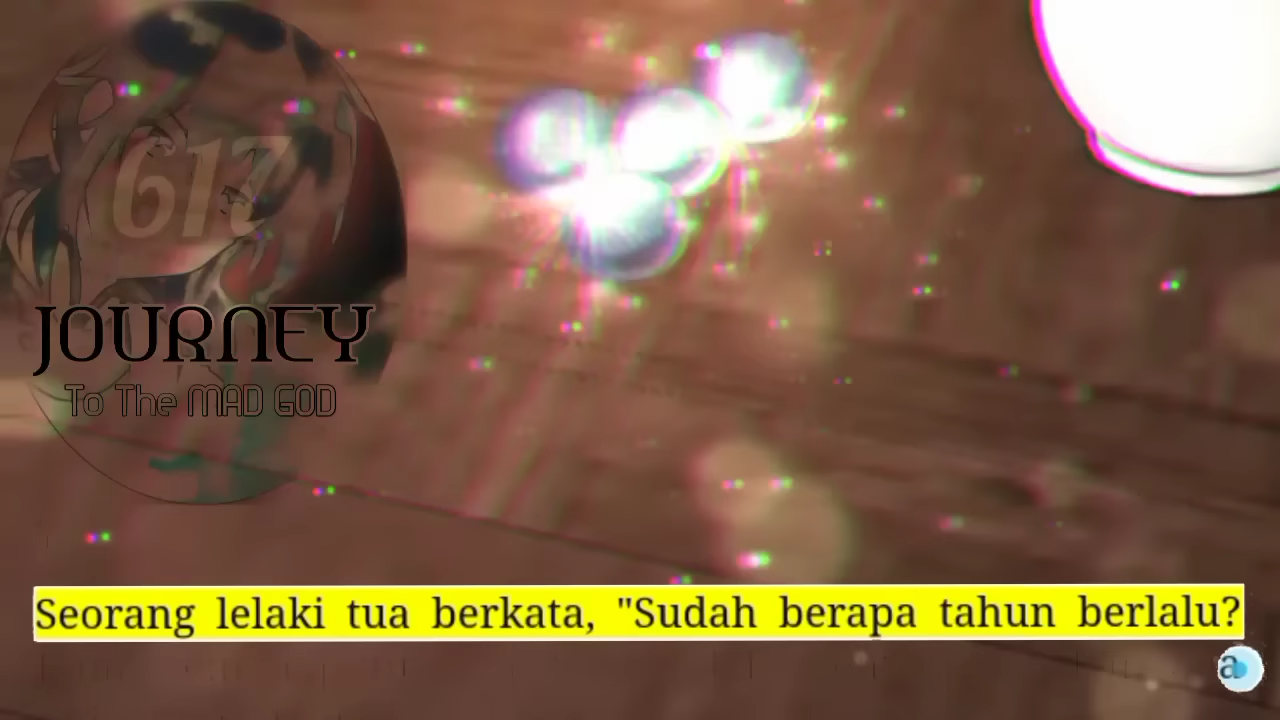 617
JOURNEY
To The MAD GOD
Seorang lelaki tua berkata, "Sudah berapa tahun berlalu?
a